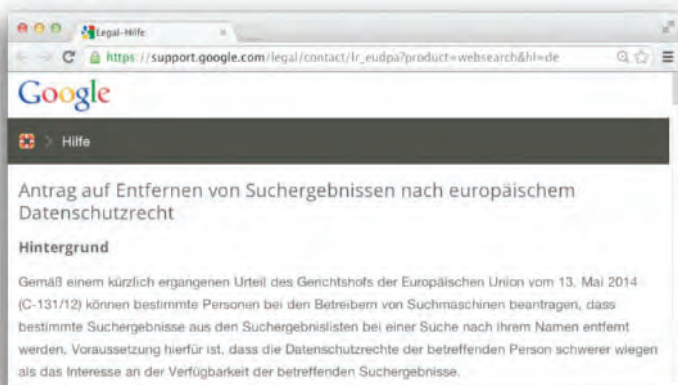 Legal-Hilfe
https://support.google.com/legal/contact/lr_eudpa?product=websearch&hl=de
Google
> Hilfe
Antrag auf Entfernen von Suchergebnissen nach europäischem
Datenschutzrecht
Hintergrund
Gemäß einem kürzlich ergangenen Urteil des Gerichtshofs der Europäischen Union vom 13. Mai 2014
(C-131/12) können bestimmte Personen bei den Betreibern von Suchmaschinen beantragen, dass
bestimmte Suchergebnisse aus den Suchergebnislisten bei einer Suche nach ihrem Namen entfernt
werden. Voraussetzung hierfür ist, dass die Datenschutzrechte der betreffenden Person schwerer wiegen
als das Interesse an der Verfügbarkeit der betreffenden Suchergebnisse.